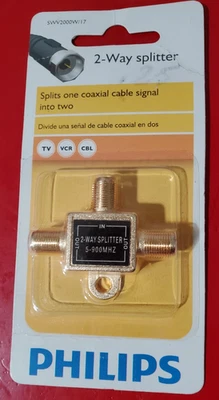 SWV2000W/17
2-Way splitter
Splits one coaxial cable signal
into two
Divide una señal de cable coaxial en dos
TV VCR CBL
IN
2-WAY SPLITTER
5-900MHZ
OUT
OUT
PHILIPS